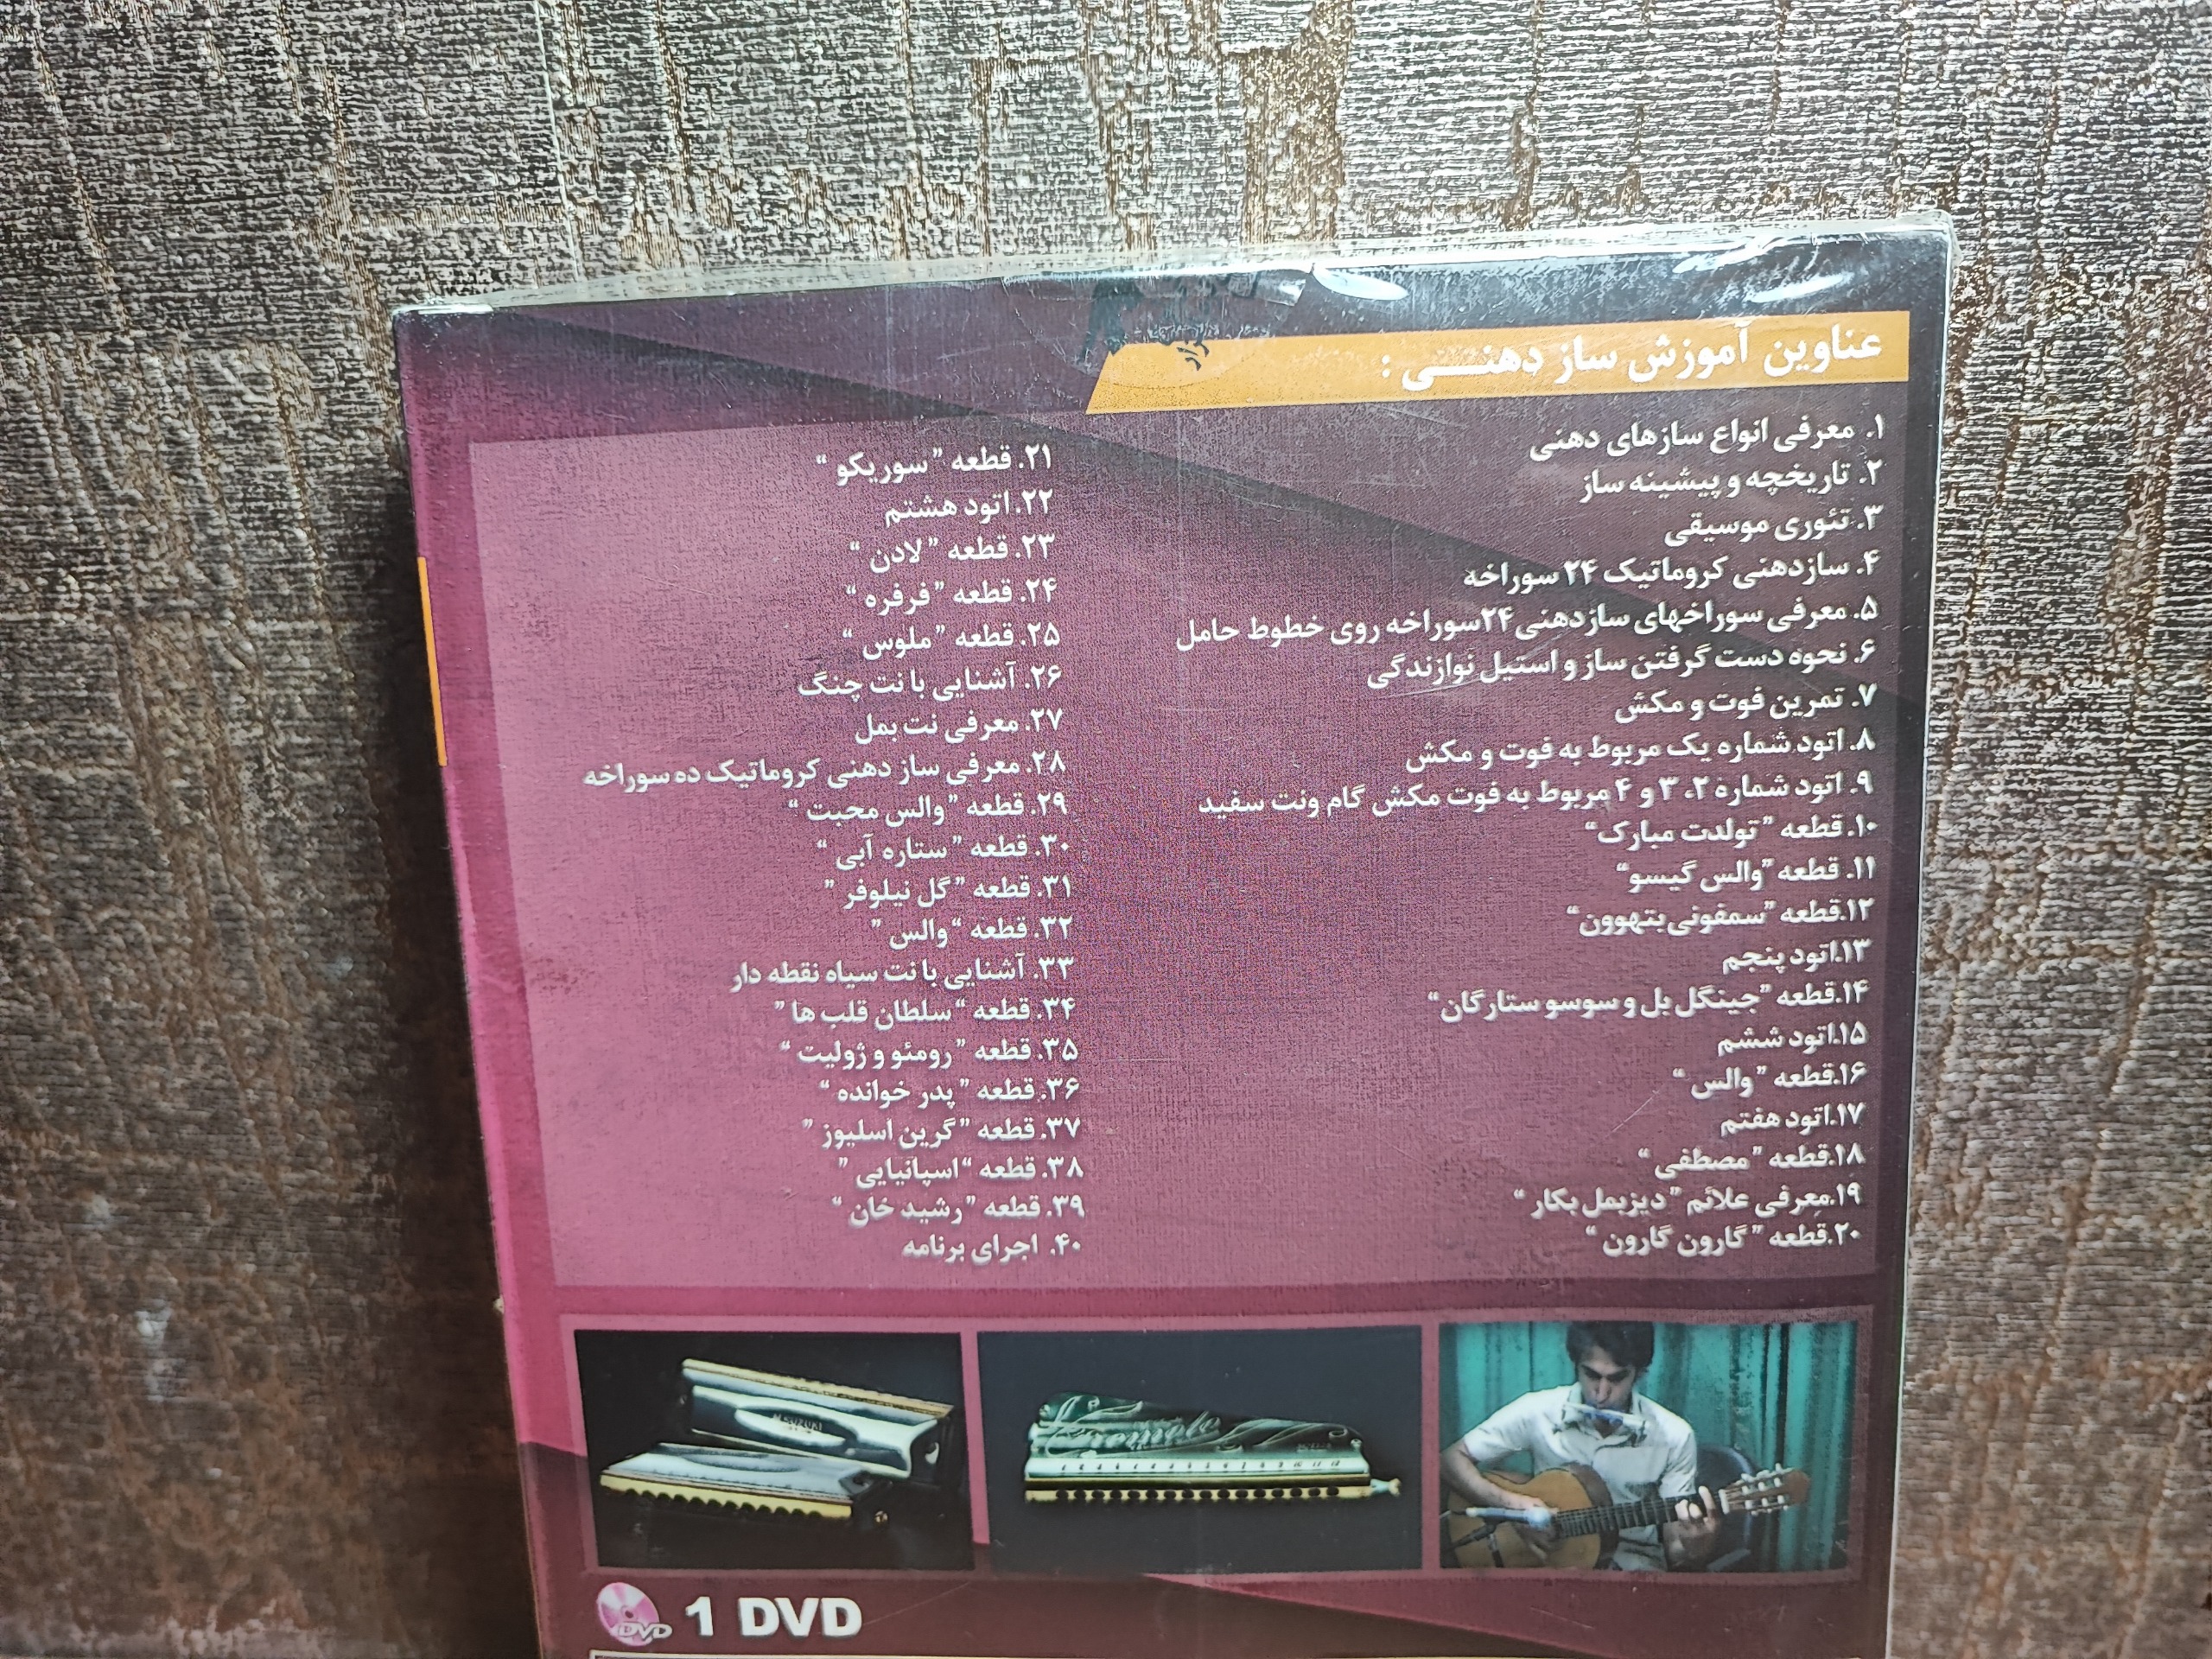 عناوین آموزش ساز دهنـــی :
۱. معرفی انواع سازهای دهنی
۲. تاریخچه و پیشینه ساز
۳. تئوری موسیقی
۴. سازدهنی کروماتیک ۲۴ سوراخه
۵. معرفی سوراخهای سازدهنی ۲۴سوراخه روی خطوط حامل
۶. نحوه دست گرفتن ساز و استیل نوازندگی
۷. تمرین فوت و مکش
۸. اتود شماره یک مربوط به فوت و مکش
۹. اتود شماره ۲، ۳ و ۴ مربوط به فوت مکش گام ونت سفید
۱۰. قطعه ”تولدت مبارک“
۱۱. قطعه ”والس گیسو“
۱۲.قطعه ”سمفونی بتهوون“
۱۳.اتود پنجم
۱۴.قطعه ”جینگل بل و سوسو ستارگان“
۱۵.اتود ششم
۱۶.قطعه ”والس “
۱۷.اتود هفتم
۱۸.قطعه ” مصطفی “
۱۹.معرفی علائم ”دیزبمل بکار “
۲۰.قطعه ” گارون گارون “
۲۱. قطعه ”سوریکو “
۲۲. اتود هشتم
۲۳. قطعه ”لادن “
۲۴. قطعه ”فرفره “
۲۵. قطعه ”ملوس “
۲۶. آشنایی با نت چنگ
۲۷. معرفی نت بمل
۲۸. معرفی ساز دهنی کروماتیک ده سوراخه
۲۹. قطعه ”والس محبت “
۳۰. قطعه ”ستاره آبی “
۳۱. قطعه ”گل نیلوفر ”
۳۲. قطعه “والس ”
۳۳. آشنایی با نت سیاه نقطه دار
۳۴. قطعه “سلطان قلب ها ”
۳۵. قطعه ”رومئو و ژولیت “
۳۶. قطعه ” پدر خوانده “
۳۷. قطعه “گرین اسلیوز ”
۳۸. قطعه “اسپانیایی ”
۳۹. قطعه ”رشید خان “
۴۰. اجرای برنامه
SUZUKI
Chromatic
DVD 1 DVD